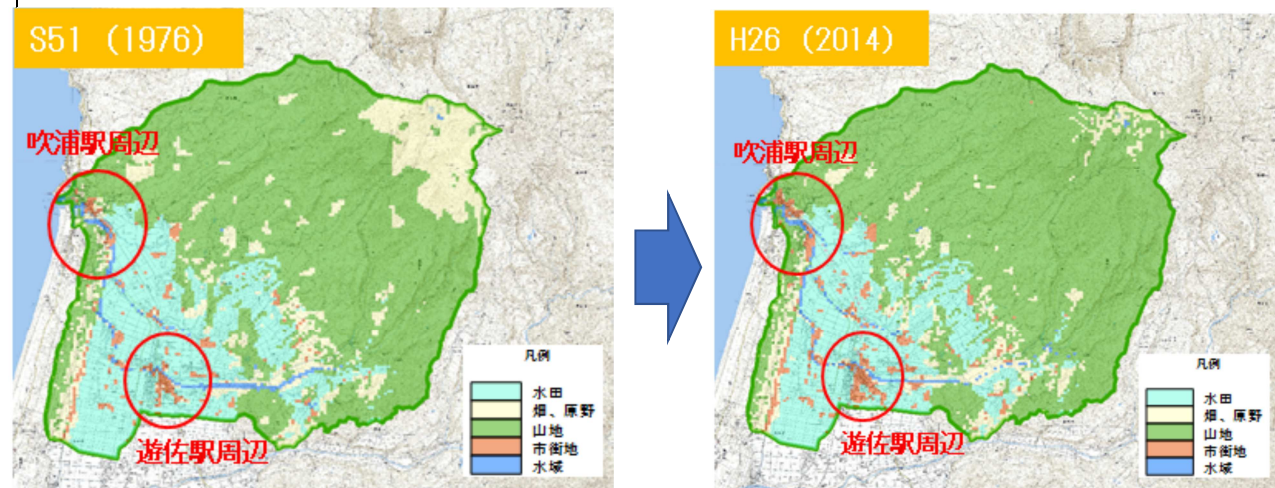 S51 (1976)
吹浦駅周辺
遊佐駅周辺
凡例
水田
畑、原野
山地
市街地
水域
H26 (2014)
吹浦駅周辺
遊佐駅周辺
凡例
水田
畑、原野
山地
市街地
水域